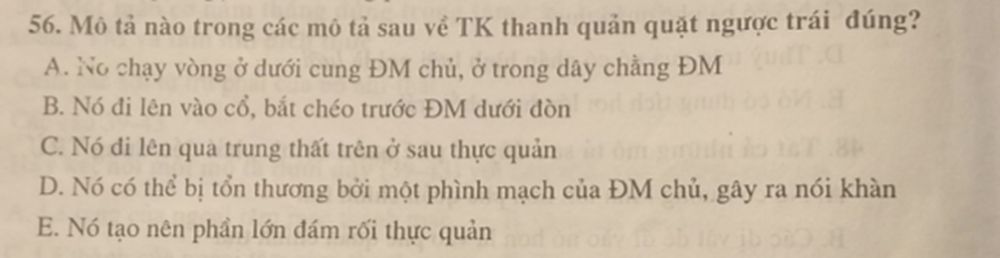 56. Mô tả nào trong các mô tả sau về TK thanh quản quặt ngược trái đúng?
A. Nó chạy vòng ở dưới cung ĐM chủ, ở trong dây chằng ĐM
B. Nó đi lên vào cổ, bắt chéo trước ĐM dưới đòn
C. Nó đi lên qua trung thất trên ở sau thực quản
D. Nó có thể bị tổn thương bởi một phình mạch của ĐM chủ, gây ra nói khàn
E. Nó tạo nên phần lớn đám rối thực quản